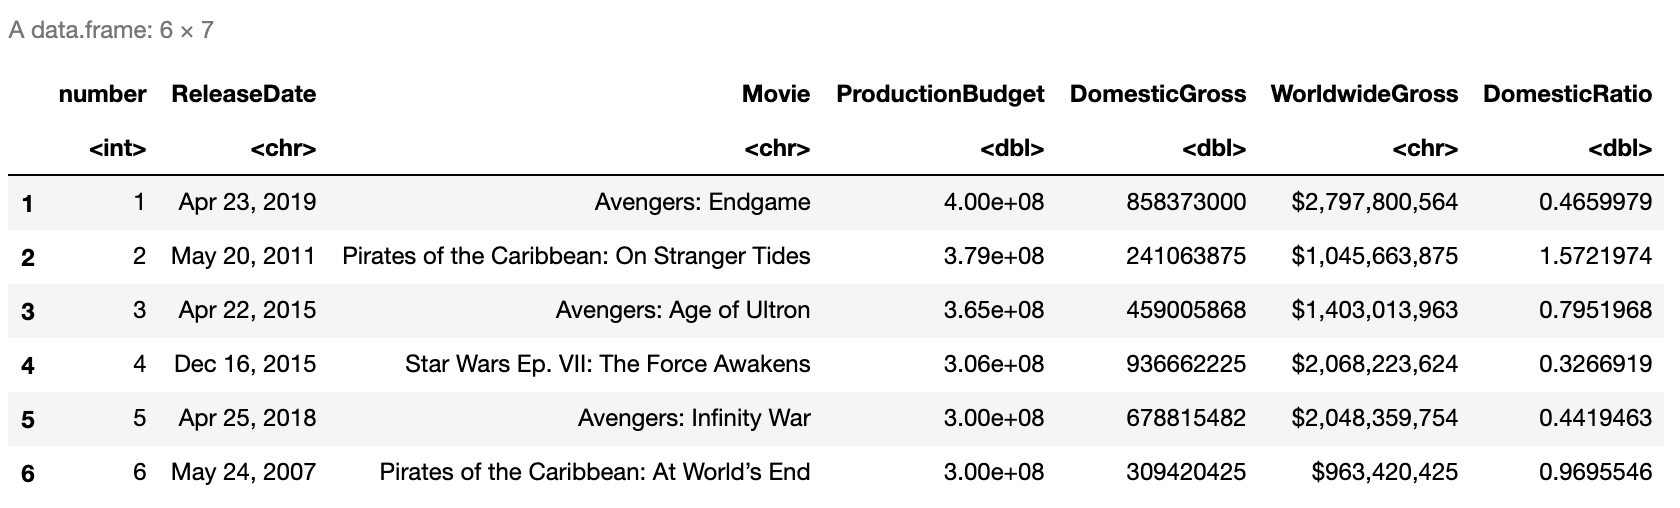 A data.frame: 6 × 7
number ReleaseDate Movie ProductionBudget DomesticGross WorldwideGross DomesticRatio
<int> <chr> <chr> <dbl> <dbl> <chr> <dbl>
1 1 Apr 23, 2019 Avengers: Endgame 4.00e+08 858373000 $2,797,800,564 0.4659979
2 2 May 20, 2011 Pirates of the Caribbean: On Stranger Tides 3.79e+08 241063875 $1,045,663,875 1.5721974
3 3 Apr 22, 2015 Avengers: Age of Ultron 3.65e+08 459005868 $1,403,013,963 0.7951968
4 4 Dec 16, 2015 Star Wars Ep. VII: The Force Awakens 3.06e+08 936662225 $2,068,223,624 0.3266919
5 5 Apr 25, 2018 Avengers: Infinity War 3.00e+08 678815482 $2,048,359,754 0.4419463
6 6 May 24, 2007 Pirates of the Caribbean: At World’s End 3.00e+08 309420425 $963,420,425 0.9695546